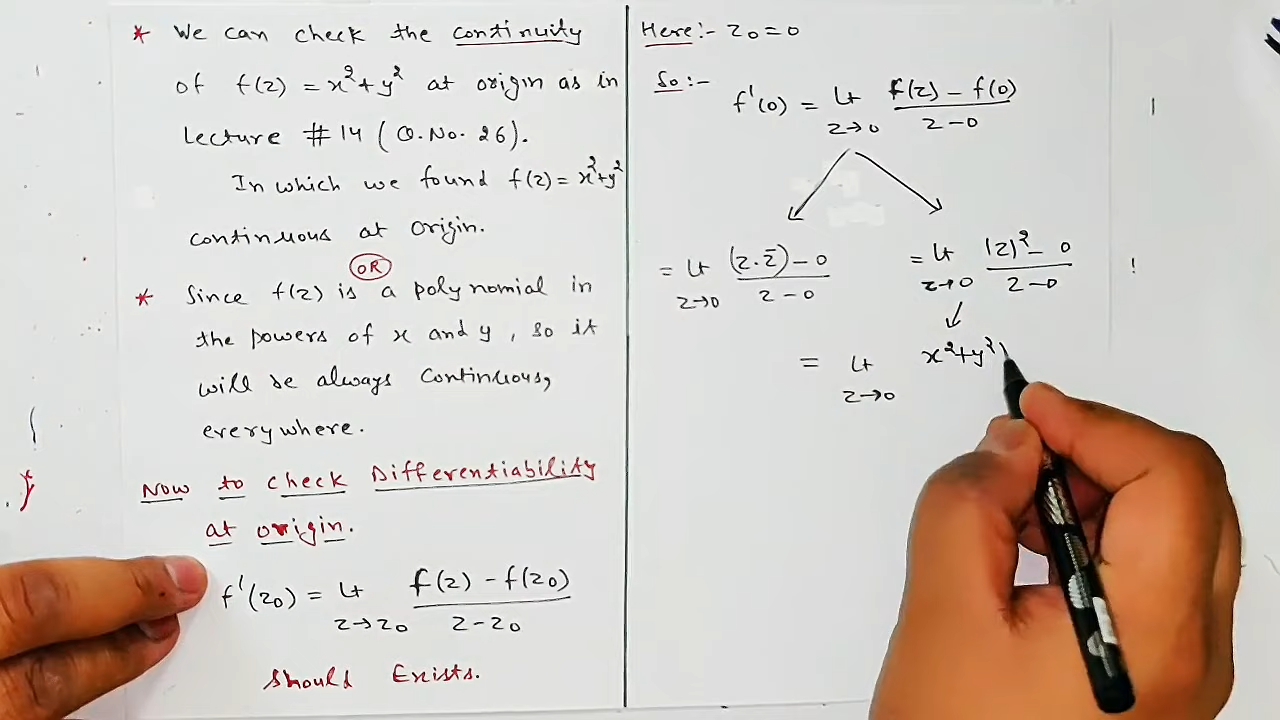 * We can check the continuity
of f(z) = x²+y² at origin as in
Lecture #14 (Q.No. 26).
In which we found f(z) = x²+y²
continuous at origin.
OR
* Since f(z) is a polynomial in
the powers of x and y, so it
will be always continuous,
everywhere.
Now to check Differentiability
at origin.
f'(z₀) = Lt f(z) - f(z₀)
z→z₀ z-z₀
should Exists.
Here:- z₀=0
So:-
f'(0) = Lt f(z) - f(0)
z→0 z-0
= Lt (z·z̄) - 0
z→0 z-0
= Lt |z|² - 0
z→0 z-0
= Lt x²+y²
z→0